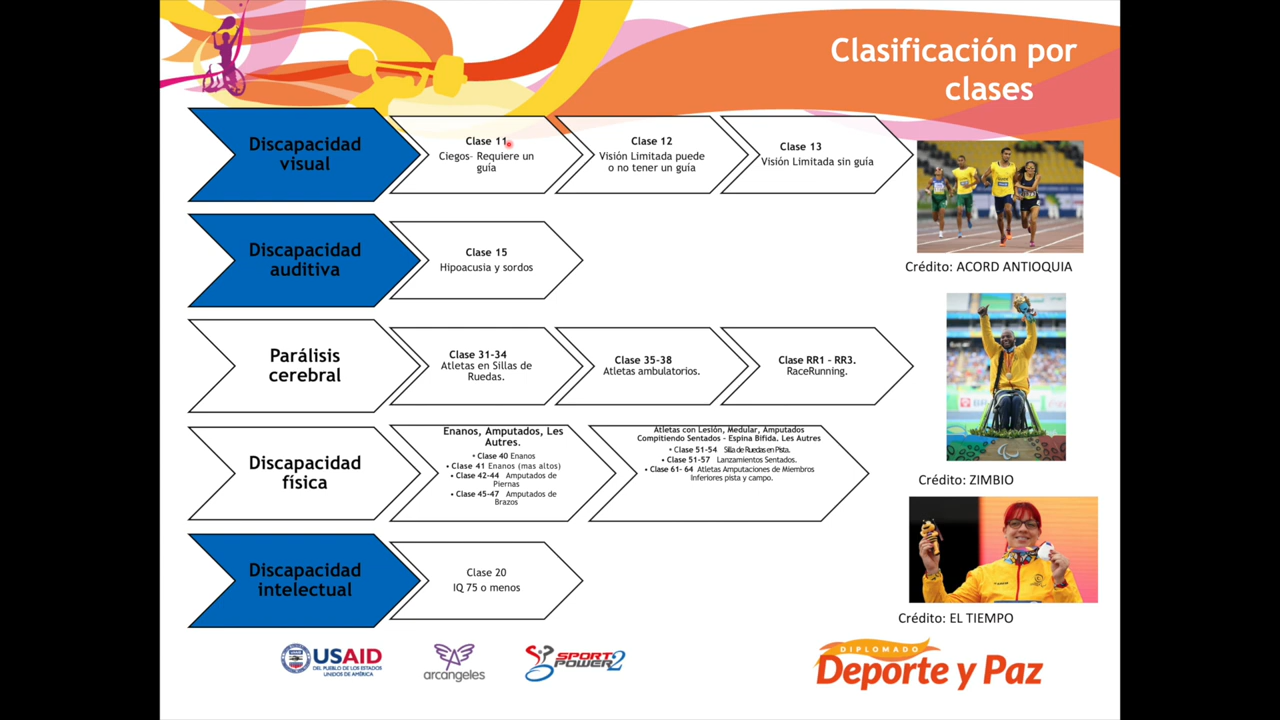 Clasificación por
clases
Discapacidad
visual
Clase 11
Ciegos- Requiere un
guía
Clase 12
Visión Limitada puede
o no tener un guía
Clase 13
Visión Limitada sin guía
Crédito: ACORD ANTIOQUIA
Discapacidad
auditiva
Clase 15
Hipoacusia y sordos
Parálisis
cerebral
Clase 31-34
Atletas en Sillas de
Ruedas.
Clase 35-38
Atletas ambulatorios.
Clase RR1 - RR3.
RaceRunning.
Crédito: ZIMBIO
Discapacidad
física
Enanos, Amputados, Les
Autres.
• Clase 40 Enanos
• Clase 41 Enanos (mas altos)
• Clase 42-44 Amputados de
Piernas
• Clase 45-47 Amputados de
Brazos
Atletas con Lesión, Medular, Amputados
Compitiendo Sentados - Espina Bifida. Les Autres
• Clase 51-54 Silla de Ruedas en Pista.
• Clase 51-57 Lanzamientos Sentados.
• Clase 61- 64 Atletas Amputaciones de Miembros
Inferiores pista y campo.
Discapacidad
intelectual
Clase 20
IQ 75 o menos
Crédito: EL TIEMPO
USAID
DEL PUEBLO DE LOS ESTADOS
UNIDOS DE AMÉRICA
arcangeles
SPORT
POWER2
DIPLOMADO
Deporte y Paz